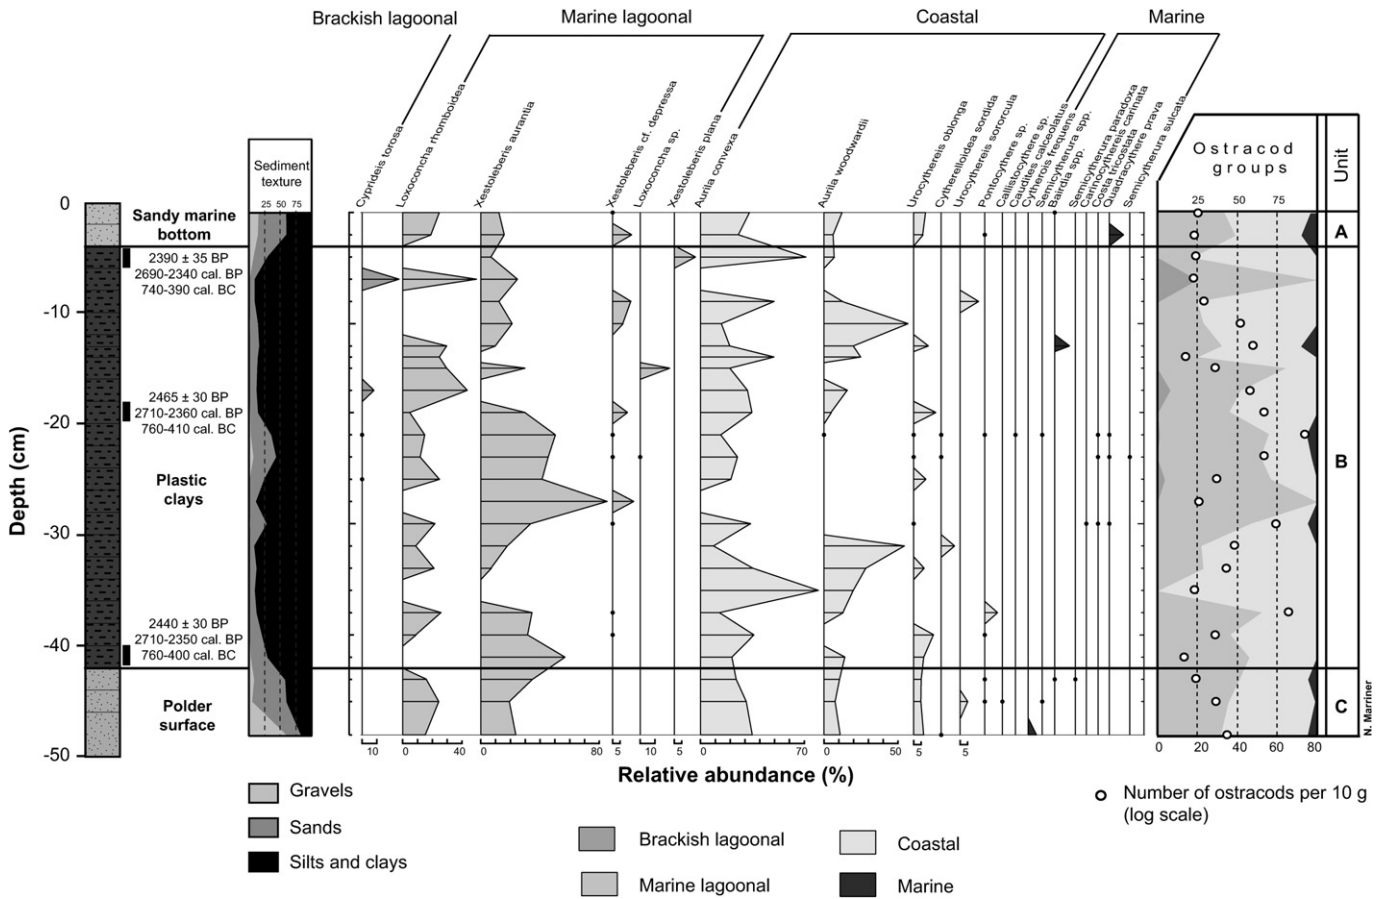 Brackish lagoonal
Marine lagoonal
Coastal
Marine
Cyprideis torosa
Loxoconcha rhomboidea
Xestoleberis aurantia
Xestoleberis cf. depressa
Loxoconcha sp.
Xestoleberis plana
Aurila convexa
Aurila woodwardii
Urocythereis oblonga
Cytherelloidea sordida
Urocythereis sororcula
Pontocythere sp.
Callistocythere sp.
Caudites calceolatus
Cytherois frequens
Semicytherura spp.
Bairdia spp.
Semicytherura paradoxa
Carinocythereis carinata
Costa tricostata
Quadracythere prava
Semicytherura sulcata
Sediment
texture
25 50 75
Ostracod
groups
25 50 75
Unit
Depth (cm)
0
-10
-20
-30
-40
-50
Sandy marine
bottom
2390 ± 35 BP
2690-2340 cal. BP
740-390 cal. BC
2465 ± 30 BP
2710-2360 cal. BP
760-410 cal. BC
Plastic
clays
2440 ± 30 BP
2710-2350 cal. BP
760-400 cal. BC
Polder
surface
A
B
C
N. Marriner
10
0 40
0 80
5
10
5
0 70
0 50
5
5
0 20 40 60 80
Relative abundance (%)
Gravels
Sands
Silts and clays
Brackish lagoonal
Marine lagoonal
Coastal
Marine
Number of ostracods per 10 g
(log scale)